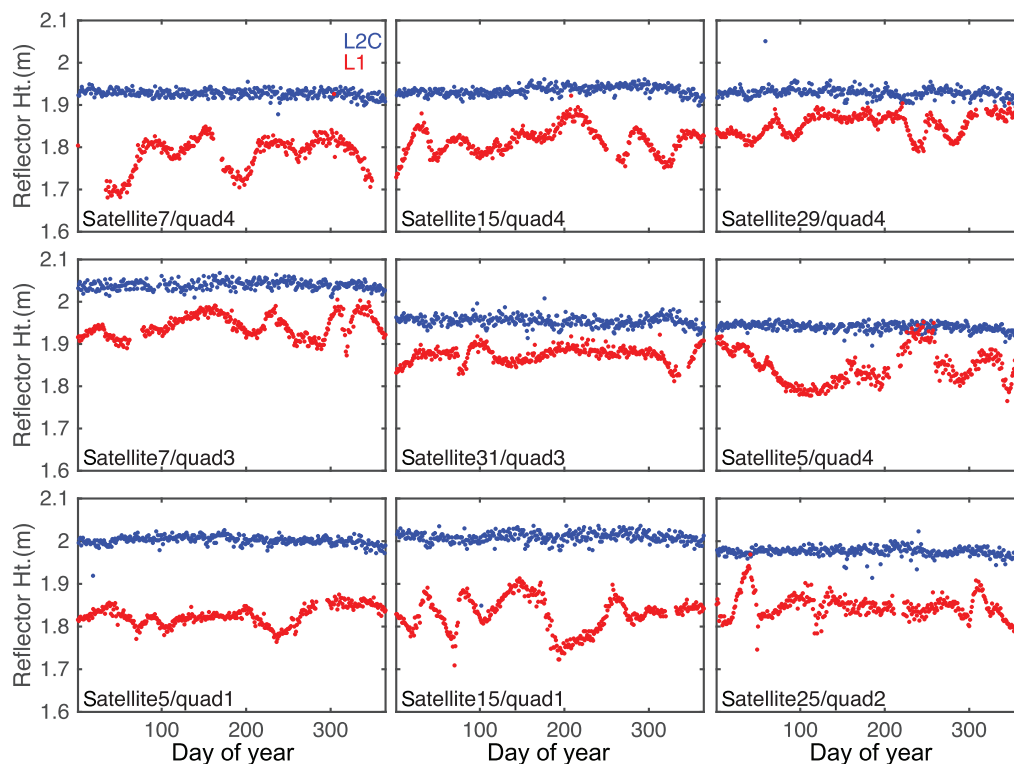 2.1
2
1.9
1.8
1.7
1.6
Reflector Ht.(m)
L2C
L1
Satellite7/quad4
Satellite15/quad4
Satellite29/quad4
2.1
2
1.9
1.8
1.7
1.6
Reflector Ht.(m)
Satellite7/quad3
Satellite31/quad3
Satellite5/quad4
2.1
2
1.9
1.8
1.7
1.6
Reflector Ht.(m)
Satellite5/quad1
Satellite15/quad1
Satellite25/quad2
100 200 300
100 200 300
100 200 300
Day of year
Day of year
Day of year